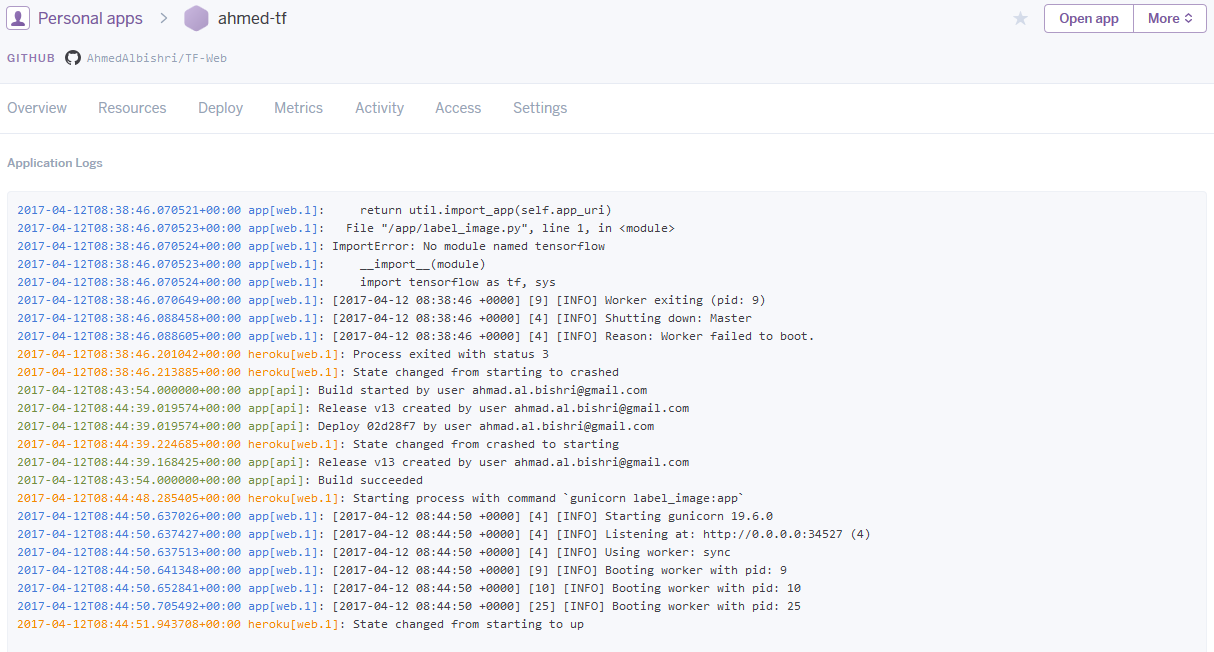 Personal apps > ahmed-tf
Open app
More
GITHUB AhmedAlbishri/TF-Web
Overview Resources Deploy Metrics Activity Access Settings
Application Logs
2017-04-12T08:38:46.070521+00:00 app[web.1]:     return util.import_app(self.app_uri)
2017-04-12T08:38:46.070523+00:00 app[web.1]:   File "/app/label_image.py", line 1, in <module>
2017-04-12T08:38:46.070524+00:00 app[web.1]: ImportError: No module named tensorflow
2017-04-12T08:38:46.070523+00:00 app[web.1]:     __import__(module)
2017-04-12T08:38:46.070524+00:00 app[web.1]:     import tensorflow as tf, sys
2017-04-12T08:38:46.070649+00:00 app[web.1]: [2017-04-12 08:38:46 +0000] [9] [INFO] Worker exiting (pid: 9)
2017-04-12T08:38:46.088458+00:00 app[web.1]: [2017-04-12 08:38:46 +0000] [4] [INFO] Shutting down: Master
2017-04-12T08:38:46.088605+00:00 app[web.1]: [2017-04-12 08:38:46 +0000] [4] [INFO] Reason: Worker failed to boot.
2017-04-12T08:38:46.201042+00:00 heroku[web.1]: Process exited with status 3
2017-04-12T08:38:46.213885+00:00 heroku[web.1]: State changed from starting to crashed
2017-04-12T08:43:54.000000+00:00 app[api]: Build started by user ahmad.al.bishri@gmail.com
2017-04-12T08:44:39.019574+00:00 app[api]: Release v13 created by user ahmad.al.bishri@gmail.com
2017-04-12T08:44:39.019574+00:00 app[api]: Deploy 02d28f7 by user ahmad.al.bishri@gmail.com
2017-04-12T08:44:39.224685+00:00 heroku[web.1]: State changed from crashed to starting
2017-04-12T08:44:39.168425+00:00 app[api]: Release v13 created by user ahmad.al.bishri@gmail.com
2017-04-12T08:43:54.000000+00:00 app[api]: Build succeeded
2017-04-12T08:44:48.285405+00:00 heroku[web.1]: Starting process with command `gunicorn label_image:app`
2017-04-12T08:44:50.637026+00:00 app[web.1]: [2017-04-12 08:44:50 +0000] [4] [INFO] Starting gunicorn 19.6.0
2017-04-12T08:44:50.637427+00:00 app[web.1]: [2017-04-12 08:44:50 +0000] [4] [INFO] Listening at: http://0.0.0.0:34527 (4)
2017-04-12T08:44:50.637513+00:00 app[web.1]: [2017-04-12 08:44:50 +0000] [4] [INFO] Using worker: sync
2017-04-12T08:44:50.641348+00:00 app[web.1]: [2017-04-12 08:44:50 +0000] [9] [INFO] Booting worker with pid: 9
2017-04-12T08:44:50.652841+00:00 app[web.1]: [2017-04-12 08:44:50 +0000] [10] [INFO] Booting worker with pid: 10
2017-04-12T08:44:50.705492+00:00 app[web.1]: [2017-04-12 08:44:50 +0000] [25] [INFO] Booting worker with pid: 25
2017-04-12T08:44:51.943708+00:00 heroku[web.1]: State changed from starting to up